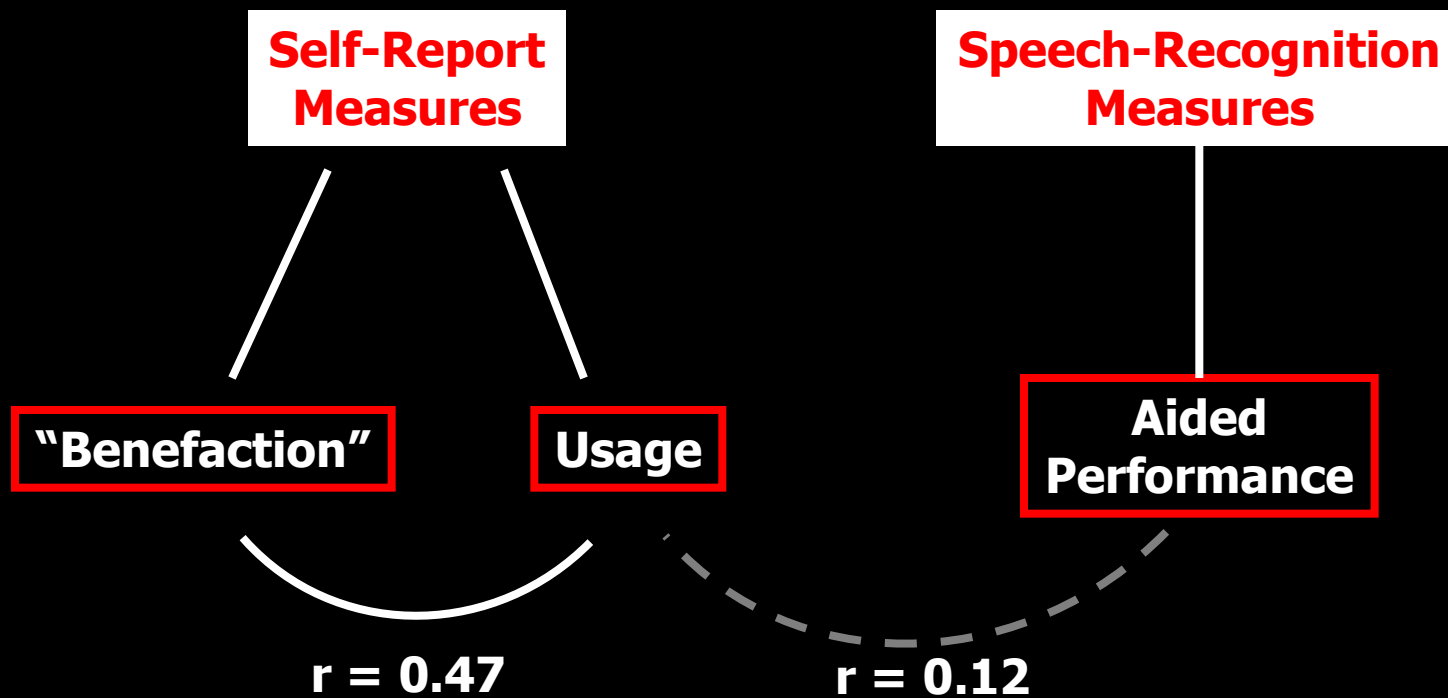 Self-Report
Measures
Speech-Recognition
Measures
“Benefaction”
Usage
Aided
Performance
r = 0.47
r = 0.12